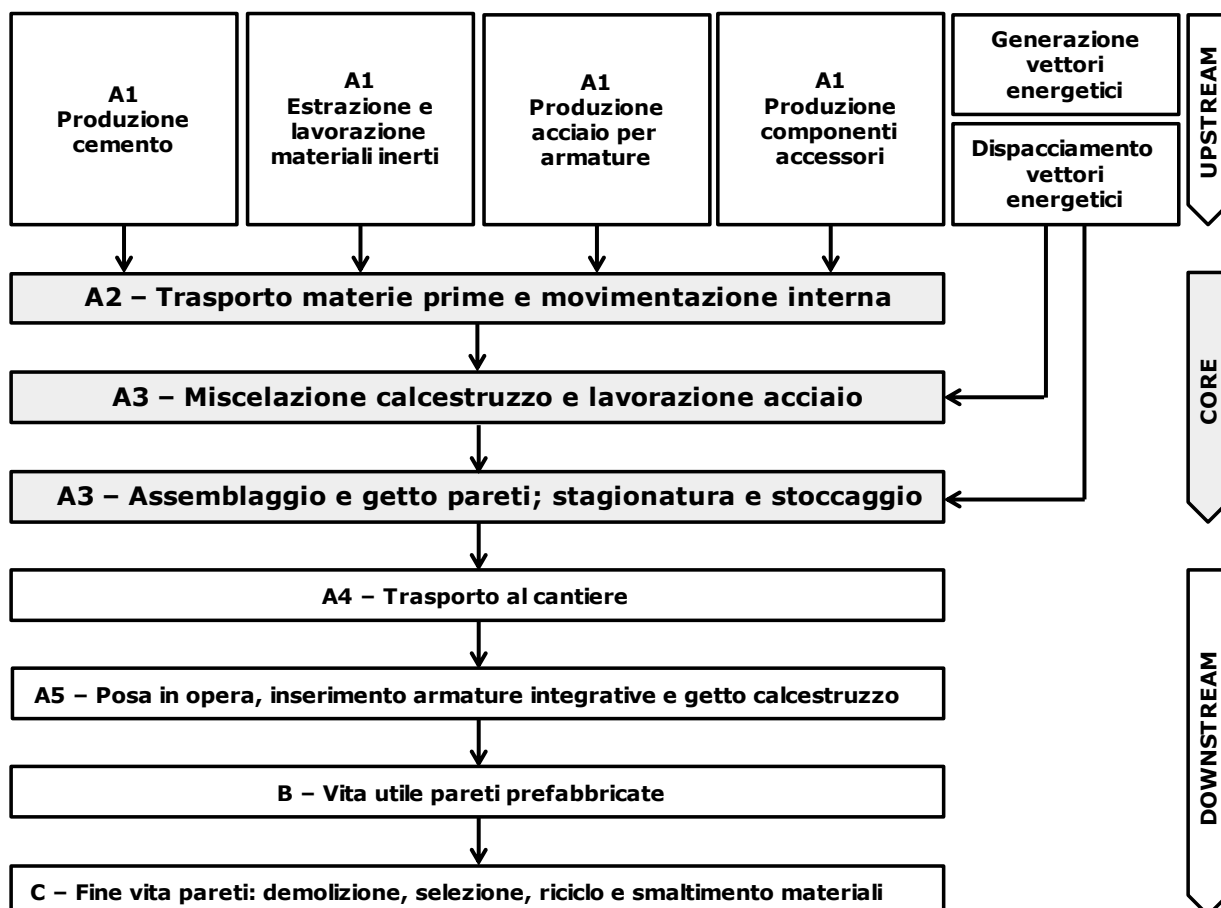 A1
Produzione
cemento
A1
Estrazione e
lavorazione
materiali inerti
A1
Produzione
acciaio per
armature
A1
Produzione
componenti
accessori
Generazione
vettori
energetici
Dispacciamento
vettori
energetici
UPSTREAM
A2 – Trasporto materie prime e movimentazione interna
A3 – Miscelazione calcestruzzo e lavorazione acciaio
A3 – Assemblaggio e getto pareti; stagionatura e stoccaggio
CORE
A4 – Trasporto al cantiere
A5 – Posa in opera, inserimento armature integrative e getto calcestruzzo
B – Vita utile pareti prefabbricate
C – Fine vita pareti: demolizione, selezione, riciclo e smaltimento materiali
DOWNSTREAM